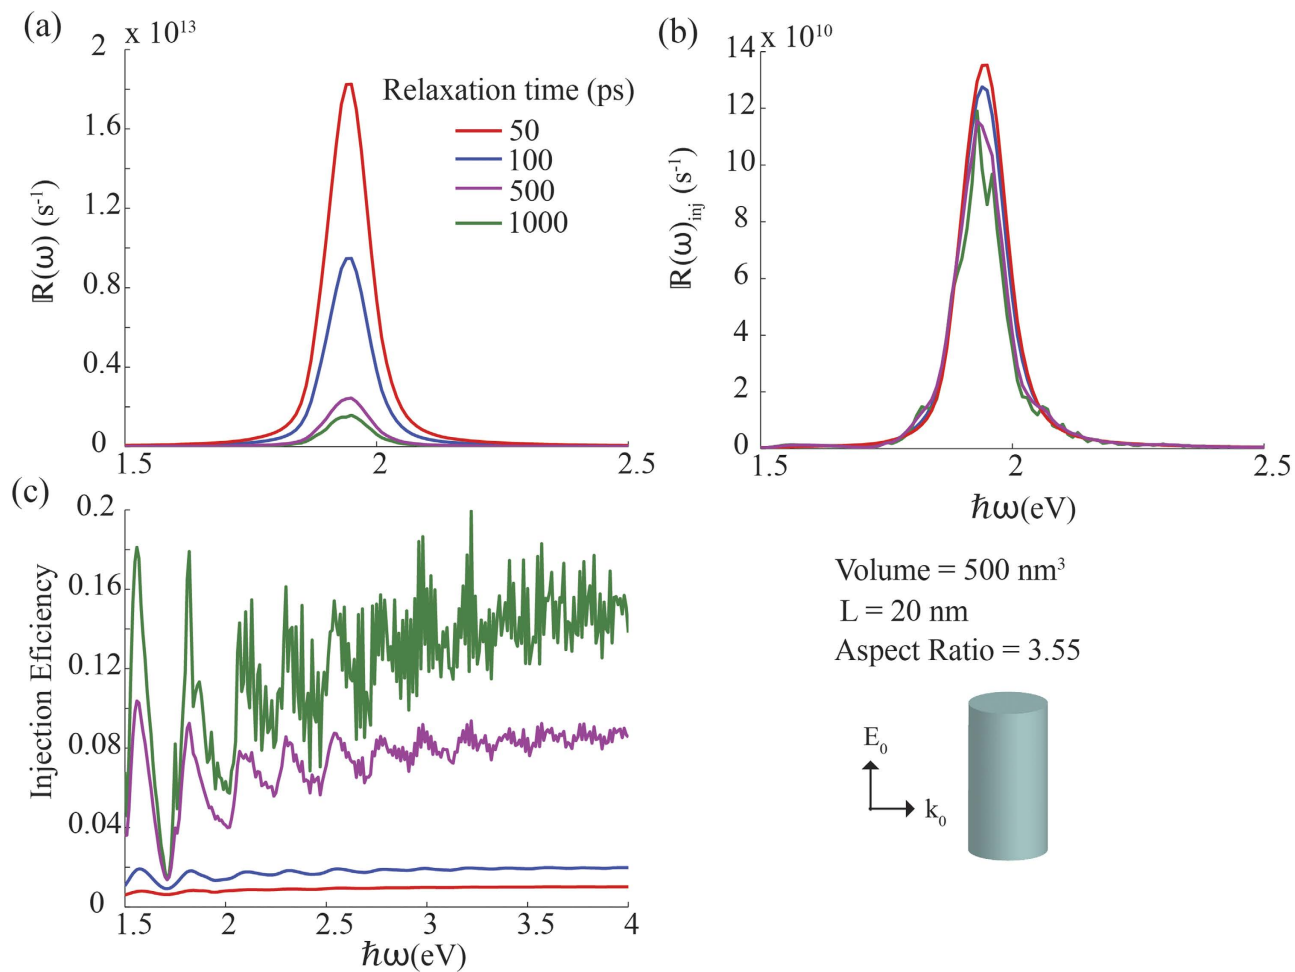 (a)
x 10¹³
2
1.6
1.2
0.8
0.4
0
1.5
2
2.5
R(ω) (s⁻¹)
Relaxation time (ps)
50
100
500
1000
(b)
14 x 10¹⁰
12
10
8
6
4
2
0
1.5
2
2.5
ℝ(ω)inj (s⁻¹)
ħω(eV)
(c)
0.2
0.16
0.12
0.08
0.04
0
1.5
2
2.5
3
3.5
4
Injection Eficiency
ħω(eV)
Volume = 500 nm³
L = 20 nm
Aspect Ratio = 3.55
E₀
k₀